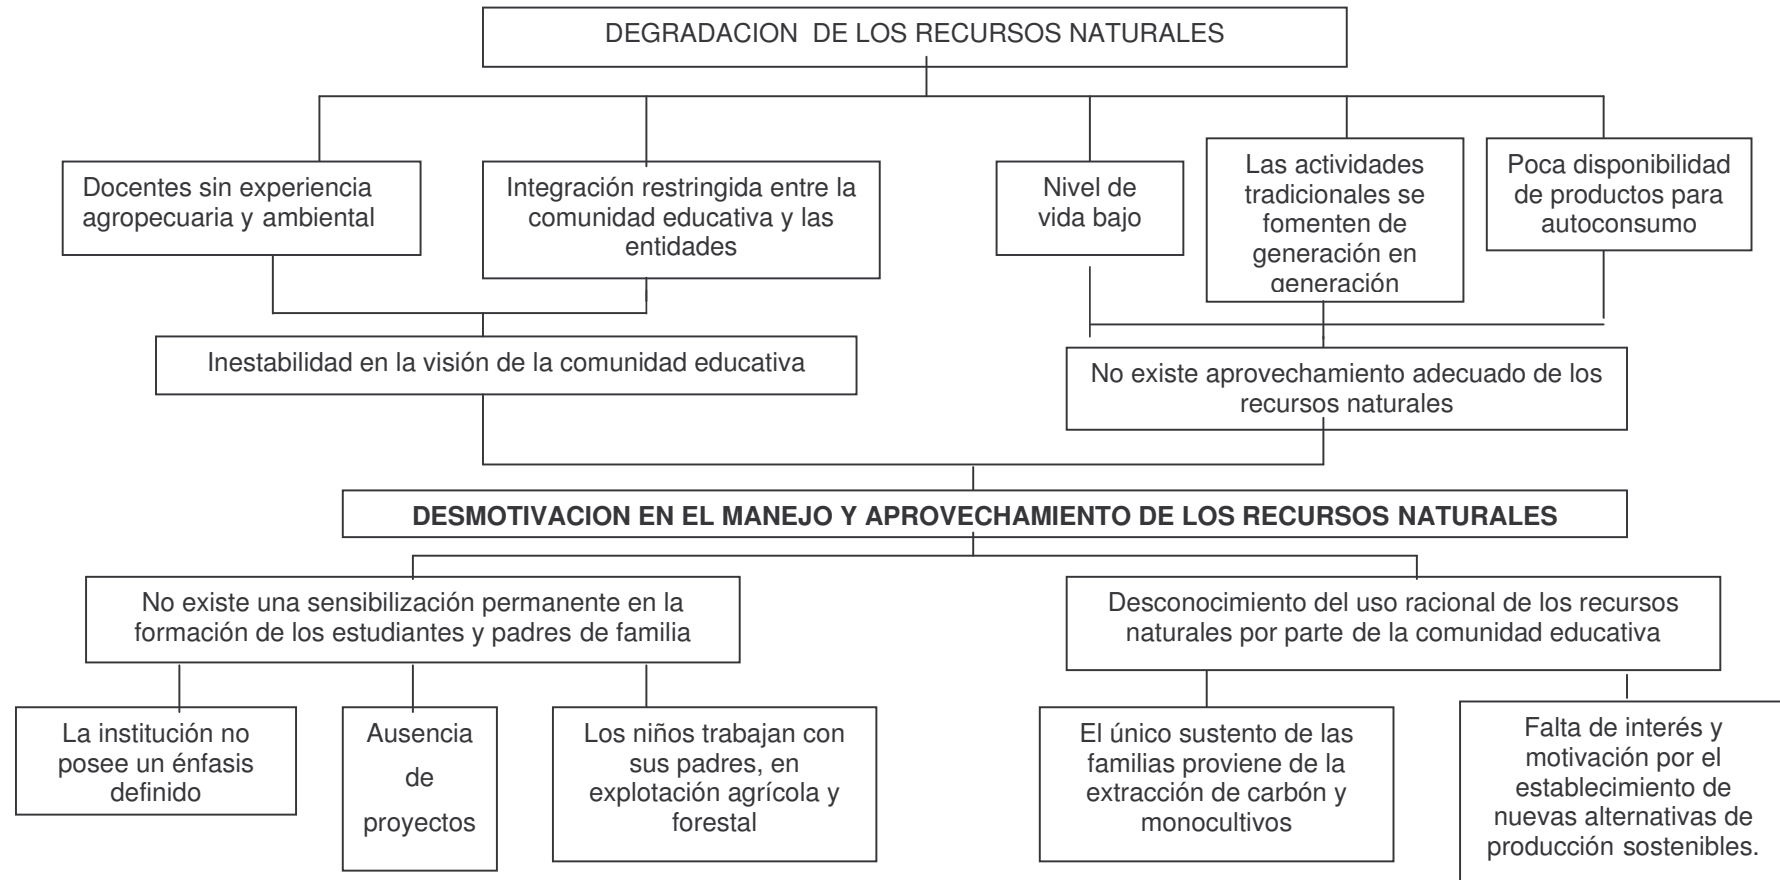 DEGRADACION DE LOS RECURSOS NATURALES
Docentes sin experiencia
agropecuaria y ambiental
Integración restringida entre la
comunidad educativa y las
entidades
Nivel de
vida bajo
Las actividades
tradicionales se
fomenten de
generación en
generación
Poca disponibilidad
de productos para
autoconsumo
Inestabilidad en la visión de la comunidad educativa
No existe aprovechamiento adecuado de los
recursos naturales
DESMOTIVACION EN EL MANEJO Y APROVECHAMIENTO DE LOS RECURSOS NATURALES
No existe una sensibilización permanente en la
formación de los estudiantes y padres de familia
Desconocimiento del uso racional de los recursos
naturales por parte de la comunidad educativa
La institución no
posee un énfasis
definido
Ausencia
de
proyectos
Los niños trabajan con
sus padres, en
explotación agrícola y
forestal
El único sustento de las
familias proviene de la
extracción de carbón y
monocultivos
Falta de interés y
motivación por el
establecimiento de
nuevas alternativas de
producción sostenibles.